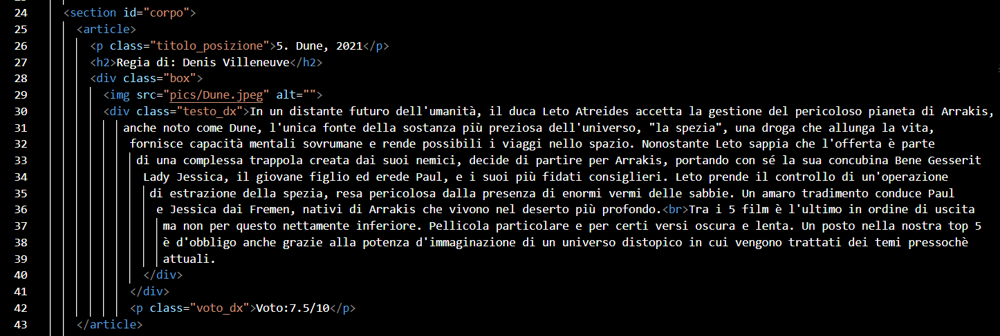 24 <section id="corpo">
25 <article>
26 <p class="titolo_posizione">5. Dune, 2021</p>
27 <h2>Regia di: Denis Villeneuve</h2>
28 <div class="box">
29 <img src="pics/Dune.jpeg" alt="">
30 <div class="testo_dx">In un distante futuro dell'umanità, il duca Leto Atreides accetta la gestione del pericoloso pianeta di Arrakis,
31 anche noto come Dune, l'unica fonte della sostanza più preziosa dell'universo, "la spezia", una droga che allunga la vita,
32 fornisce capacità mentali sovrumane e rende possibili i viaggi nello spazio. Nonostante Leto sappia che l'offerta è parte
33 di una complessa trappola creata dai suoi nemici, decide di partire per Arrakis, portando con sé la sua concubina Bene Gesserit
34 Lady Jessica, il giovane figlio ed erede Paul, e i suoi più fidati consiglieri. Leto prende il controllo di un'operazione
35 di estrazione della spezia, resa pericolosa dalla presenza di enormi vermi delle sabbie. Un amaro tradimento conduce Paul
36 e Jessica dai Fremen, nativi di Arrakis che vivono nel deserto più profondo.<br>Tra i 5 film è l'ultimo in ordine di uscita
37 ma non per questo nettamente inferiore. Pellicola particolare e per certi versi oscura e lenta. Un posto nella nostra top 5
38 è d'obbligo anche grazie alla potenza d'immaginazione di un universo distopico in cui vengono trattati dei temi pressochè
39 attuali.
40 </div>
41 </div>
42 <p class="voto_dx">Voto:7.5/10</p>
43 </article>